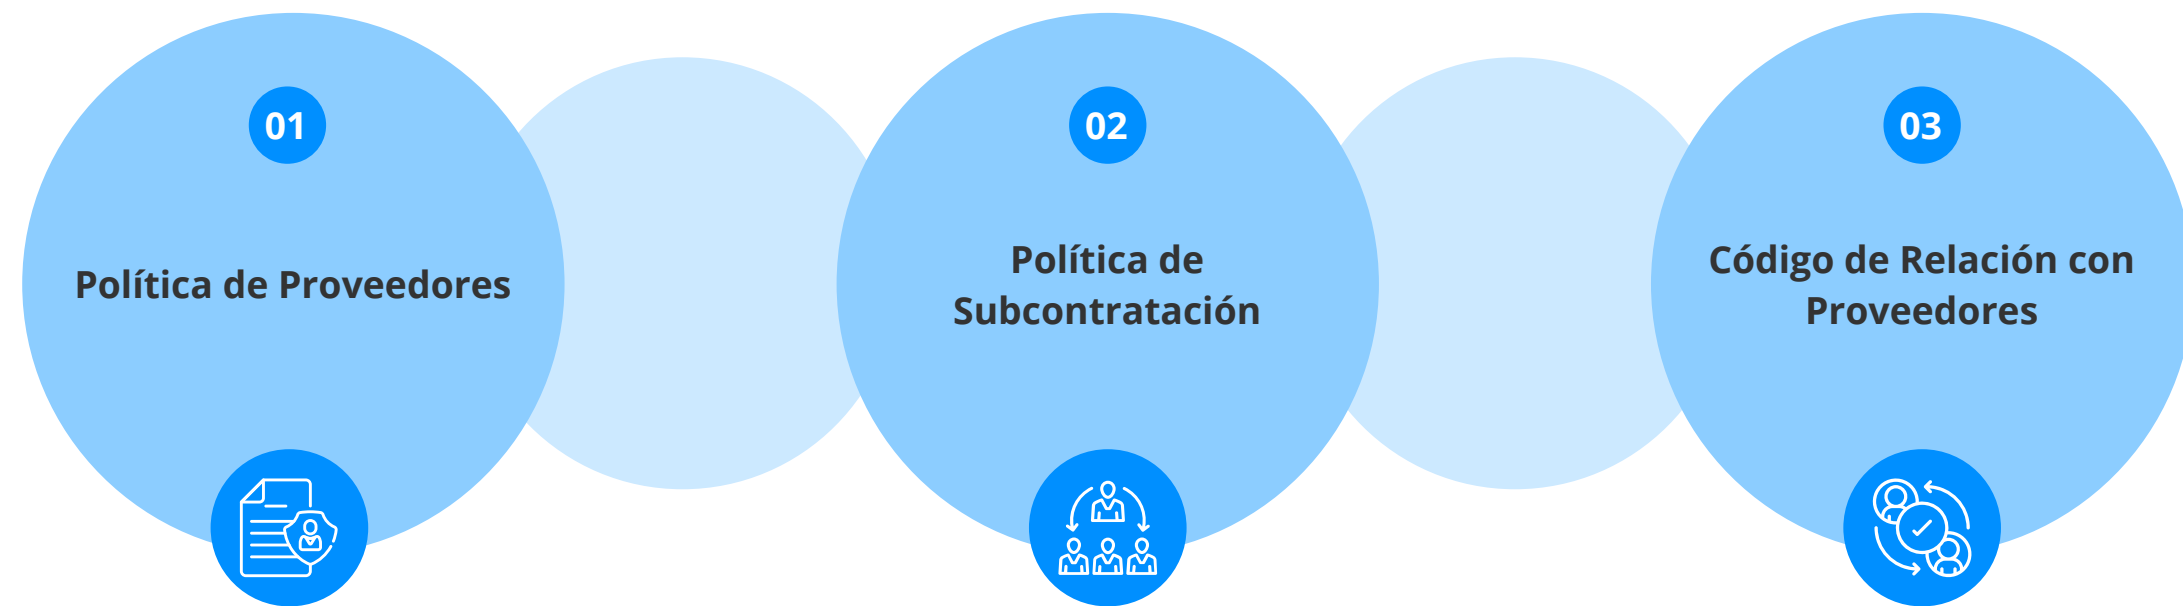 01
Política de Proveedores
02
Política de
Subcontratación
03
Código de Relación con
Proveedores